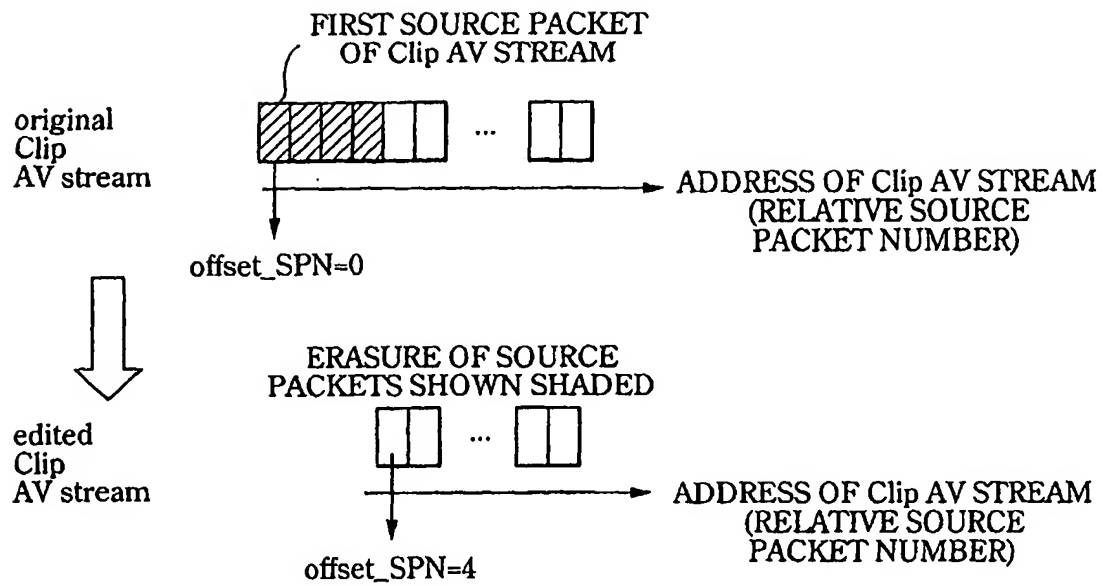 FIRST SOURCE PACKET
OF Clip AV STREAM
original
Clip
AV stream
...
ADDRESS OF Clip AV STREAM
(RELATIVE SOURCE
PACKET NUMBER)
offset_SPN=0
ERASURE OF SOURCE
PACKETS SHOWN SHADED
edited
Clip
AV stream
...
ADDRESS OF Clip AV STREAM
(RELATIVE SOURCE
PACKET NUMBER)
offset_SPN=4